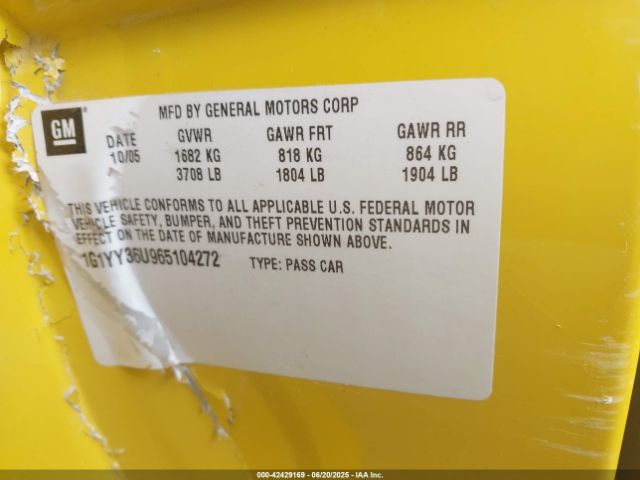 GM
MFD BY GENERAL MOTORS CORP
DATE GVWR GAWR FRT GAWR RR
10/05 1682 KG 818 KG 864 KG
3708 LB 1804 LB 1904 LB
THIS VEHICLE CONFORMS TO ALL APPLICABLE U.S. FEDERAL MOTOR
VEHICLE SAFETY, BUMPER, AND THEFT PREVENTION STANDARDS IN
EFFECT ON THE DATE OF MANUFACTURE SHOWN ABOVE.
1G1YY36U965104272 TYPE: PASS CAR
000-42429169 - 06/20/2025 - IAA Inc.